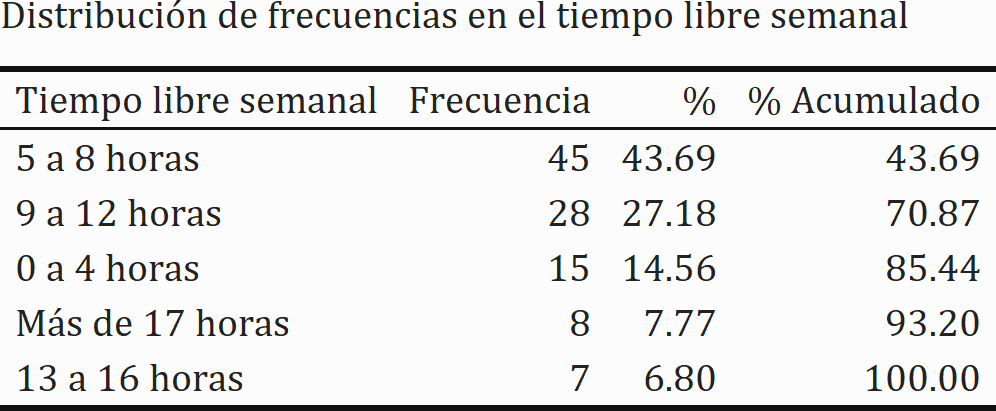 Distribución de frecuencias en el tiempo libre semanal
Tiempo libre semanal Frecuencia % % Acumulado
5 a 8 horas 45 43.69 43.69
9 a 12 horas 28 27.18 70.87
0 a 4 horas 15 14.56 85.44
Más de 17 horas 8 7.77 93.20
13 a 16 horas 7 6.80 100.00